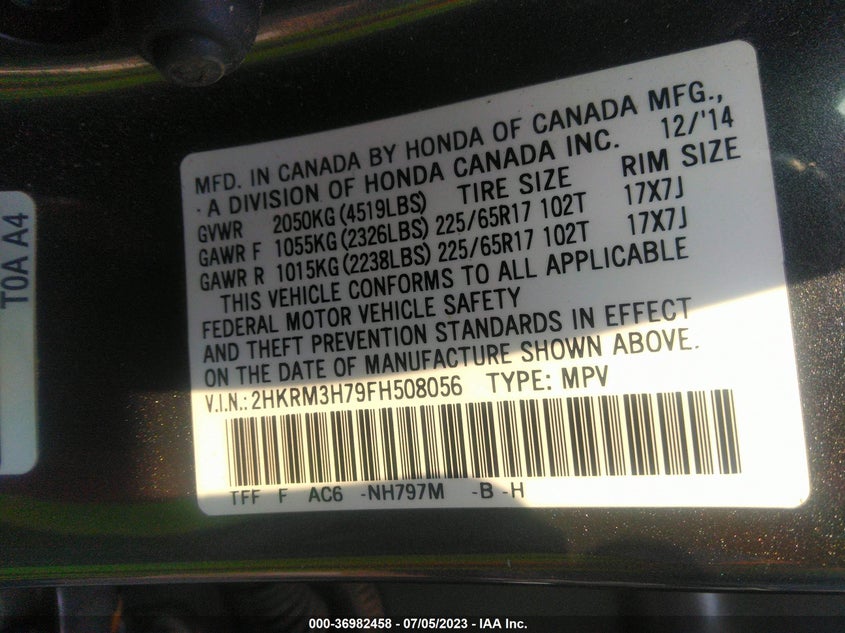 MFD. IN CANADA BY HONDA OF CANADA MFG.,
A DIVISION OF HONDA CANADA INC. 12/'14
GVWR 2050KG (4519LBS) TIRE SIZE RIM SIZE
GAWR F 1055KG (2326LBS) 225/65R17 102T 17X7J
GAWR R 1015KG (2238LBS) 225/65R17 102T 17X7J
THIS VEHICLE CONFORMS TO ALL APPLICABLE
FEDERAL MOTOR VEHICLE SAFETY
AND THEFT PREVENTION STANDARDS IN EFFECT
ON THE DATE OF MANUFACTURE SHOWN ABOVE.
V.I.N.: 2HKRM3H79FH508056 TYPE: MPV
TFF F AC6 -NH797M -B -H
T0A A4
000-36982458 - 07/05/2023 - IAA Inc.